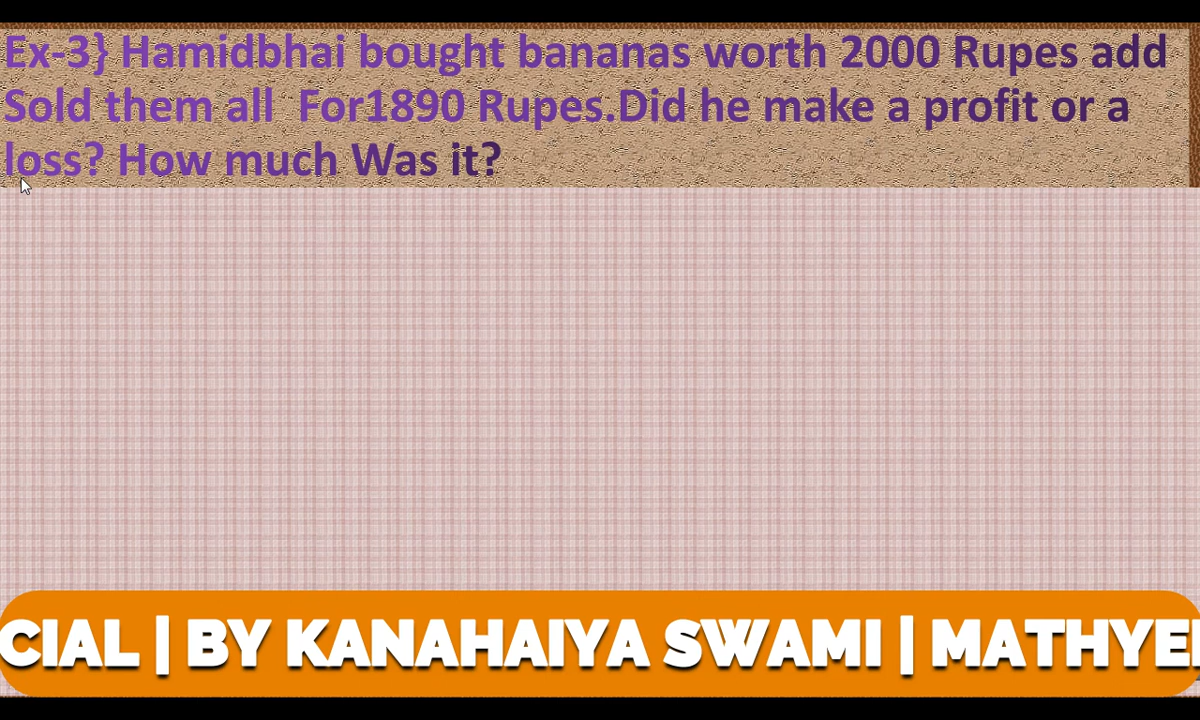 Ex-3} Hamidbhai bought bananas worth 2000 Rupes add
Sold them all For1890 Rupes.Did he make a profit or a
loss? How much Was it?
CIAL | BY KANAHAIYA SWAMI | MATHYE